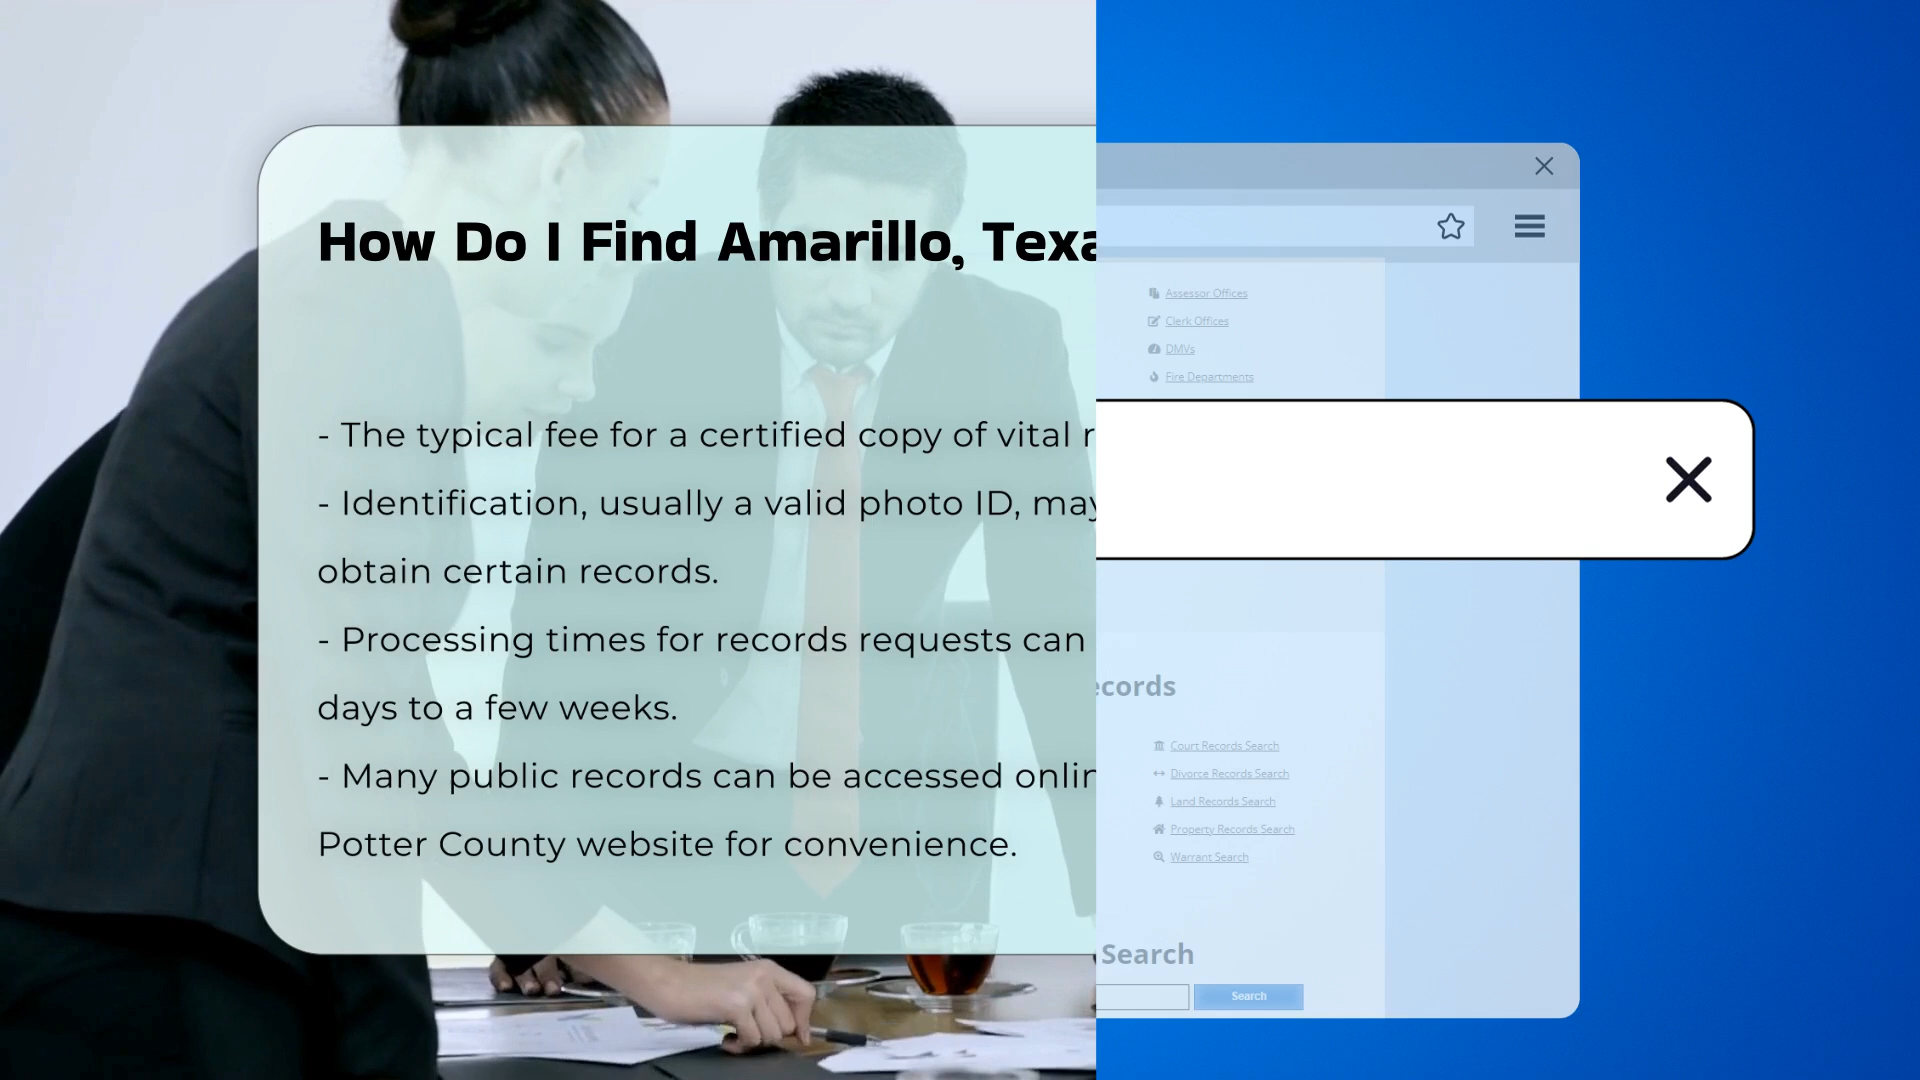 How Do I Find Amarillo, Texa
- The typical fee for a certified copy of vital r
- Identification, usually a valid photo ID, may
obtain certain records.
- Processing times for records requests can
days to a few weeks.
- Many public records can be accessed onlin
Potter County website for convenience.
Assessor Offices
Clerk Offices
DMVs
Fire Departments
ecords
Court Records Search
Divorce Records Search
Land Records Search
Property Records Search
Warrant Search
Search
Search